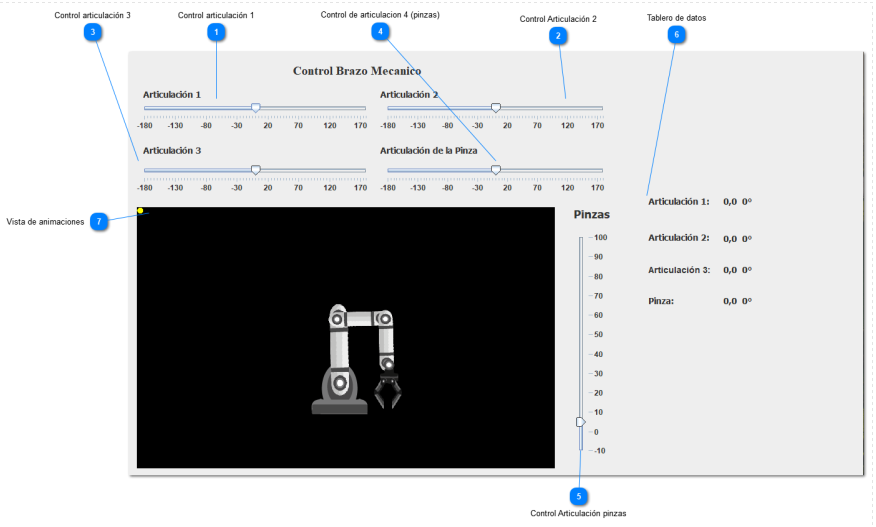 Control articulación 3
Control articulación 1
Control de articulacion 4 (pinzas)
Control Articulación 2
Tablero de datos
3
1
4
2
6
Control Brazo Mecanico
Articulación 1
Articulación 2
-180 -130 -80 -30 20 70 120 170
-180 -130 -80 -30 20 70 120 170
Articulación 3
Articulación de la Pinza
-180 -130 -80 -30 20 70 120 170
-180 -130 -80 -30 20 70 120 170
Vista de animaciones
7
Pinzas
100
90
80
70
60
50
40
30
20
10
0
-10
Articulación 1: 0,0 0º
Articulación 2: 0,0 0º
Articulación 3: 0,0 0º
Pinza: 0,0 0º
5
Control Articulación pinzas